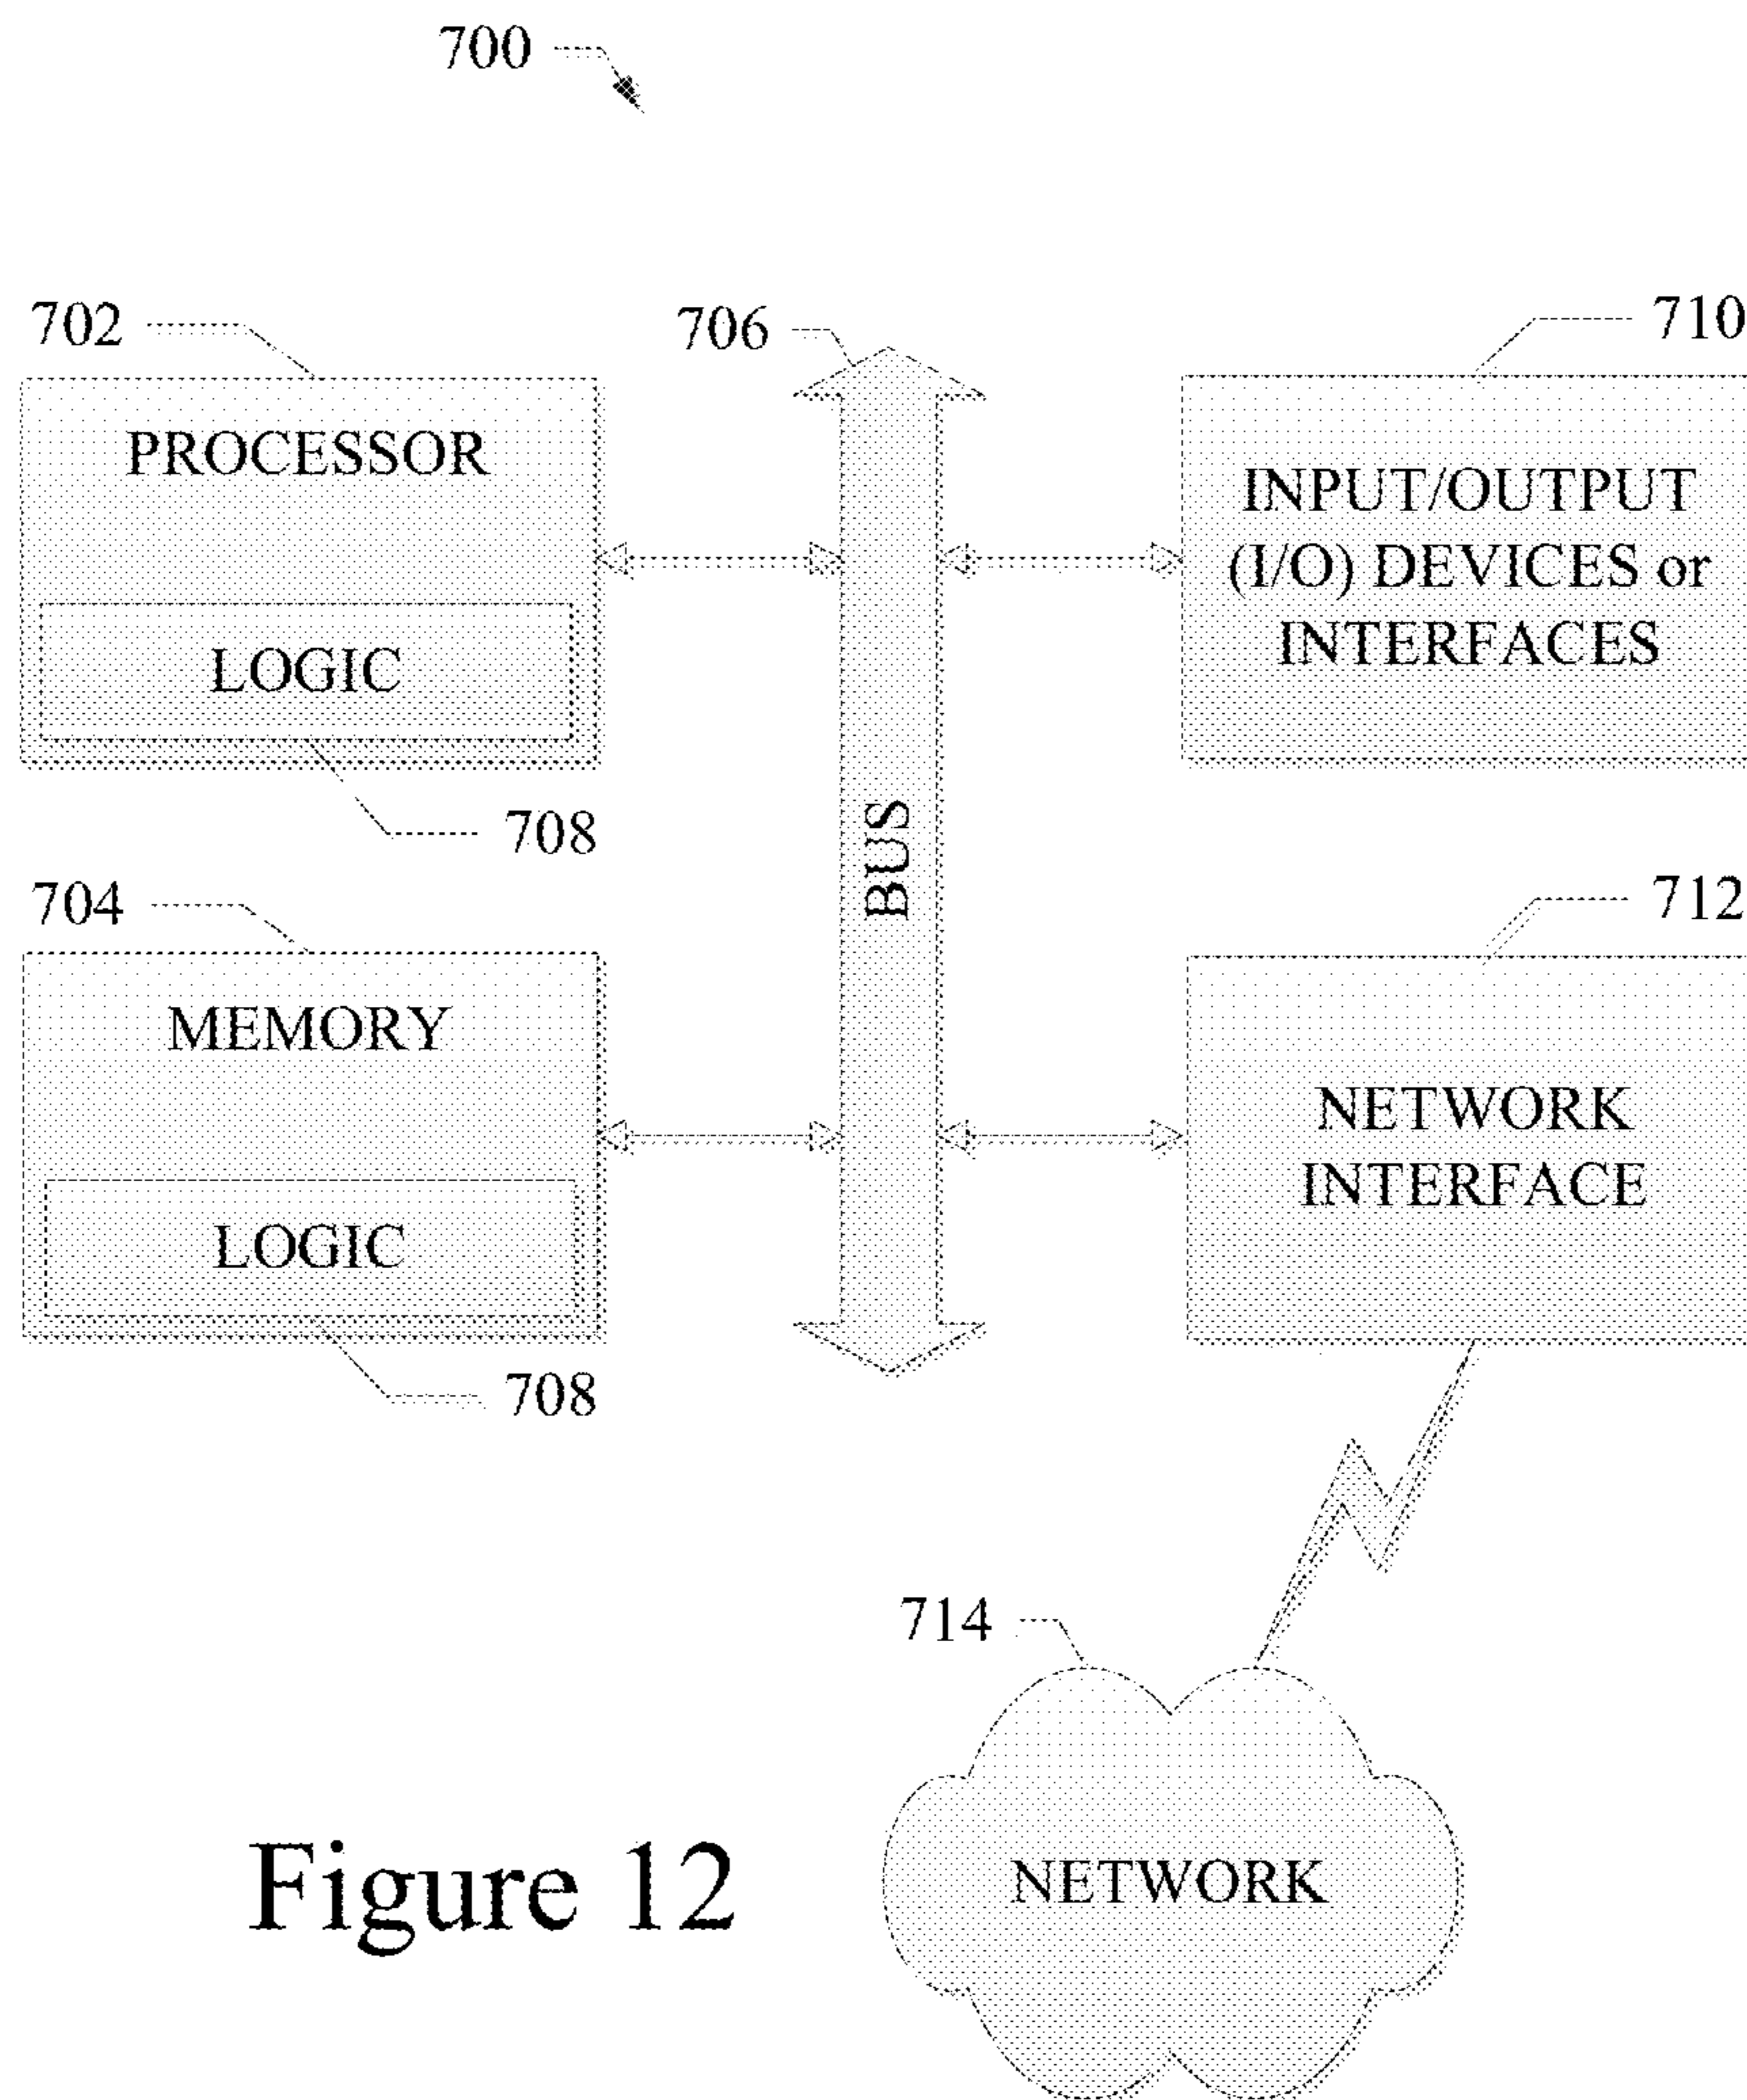 700
702
706
710
PROCESSOR
INPUT/OUTPUT
(I/O) DEVICES or
INTERFACES
LOGIC
708
BUS
704
712
MEMORY
NETWORK
INTERFACE
LOGIC
708
714
NETWORK
Figure 12